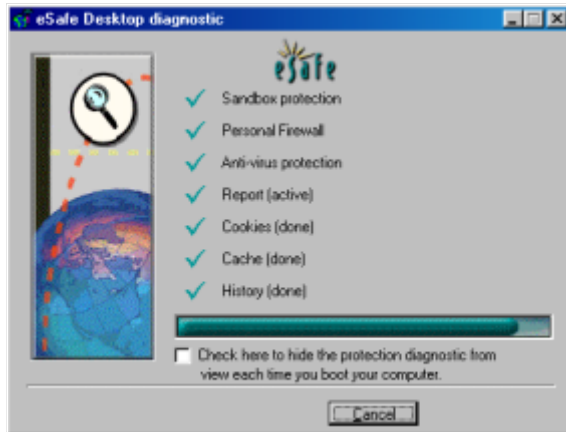 eSafe Desktop diagnostic
eSafe
Sandbox protection
Personal Firewall
Anti-virus protection
Report (active)
Cookies (done)
Cache (done)
History (done)
Check here to hide the protection diagnostic from
view each time you boot your computer.
Cancel